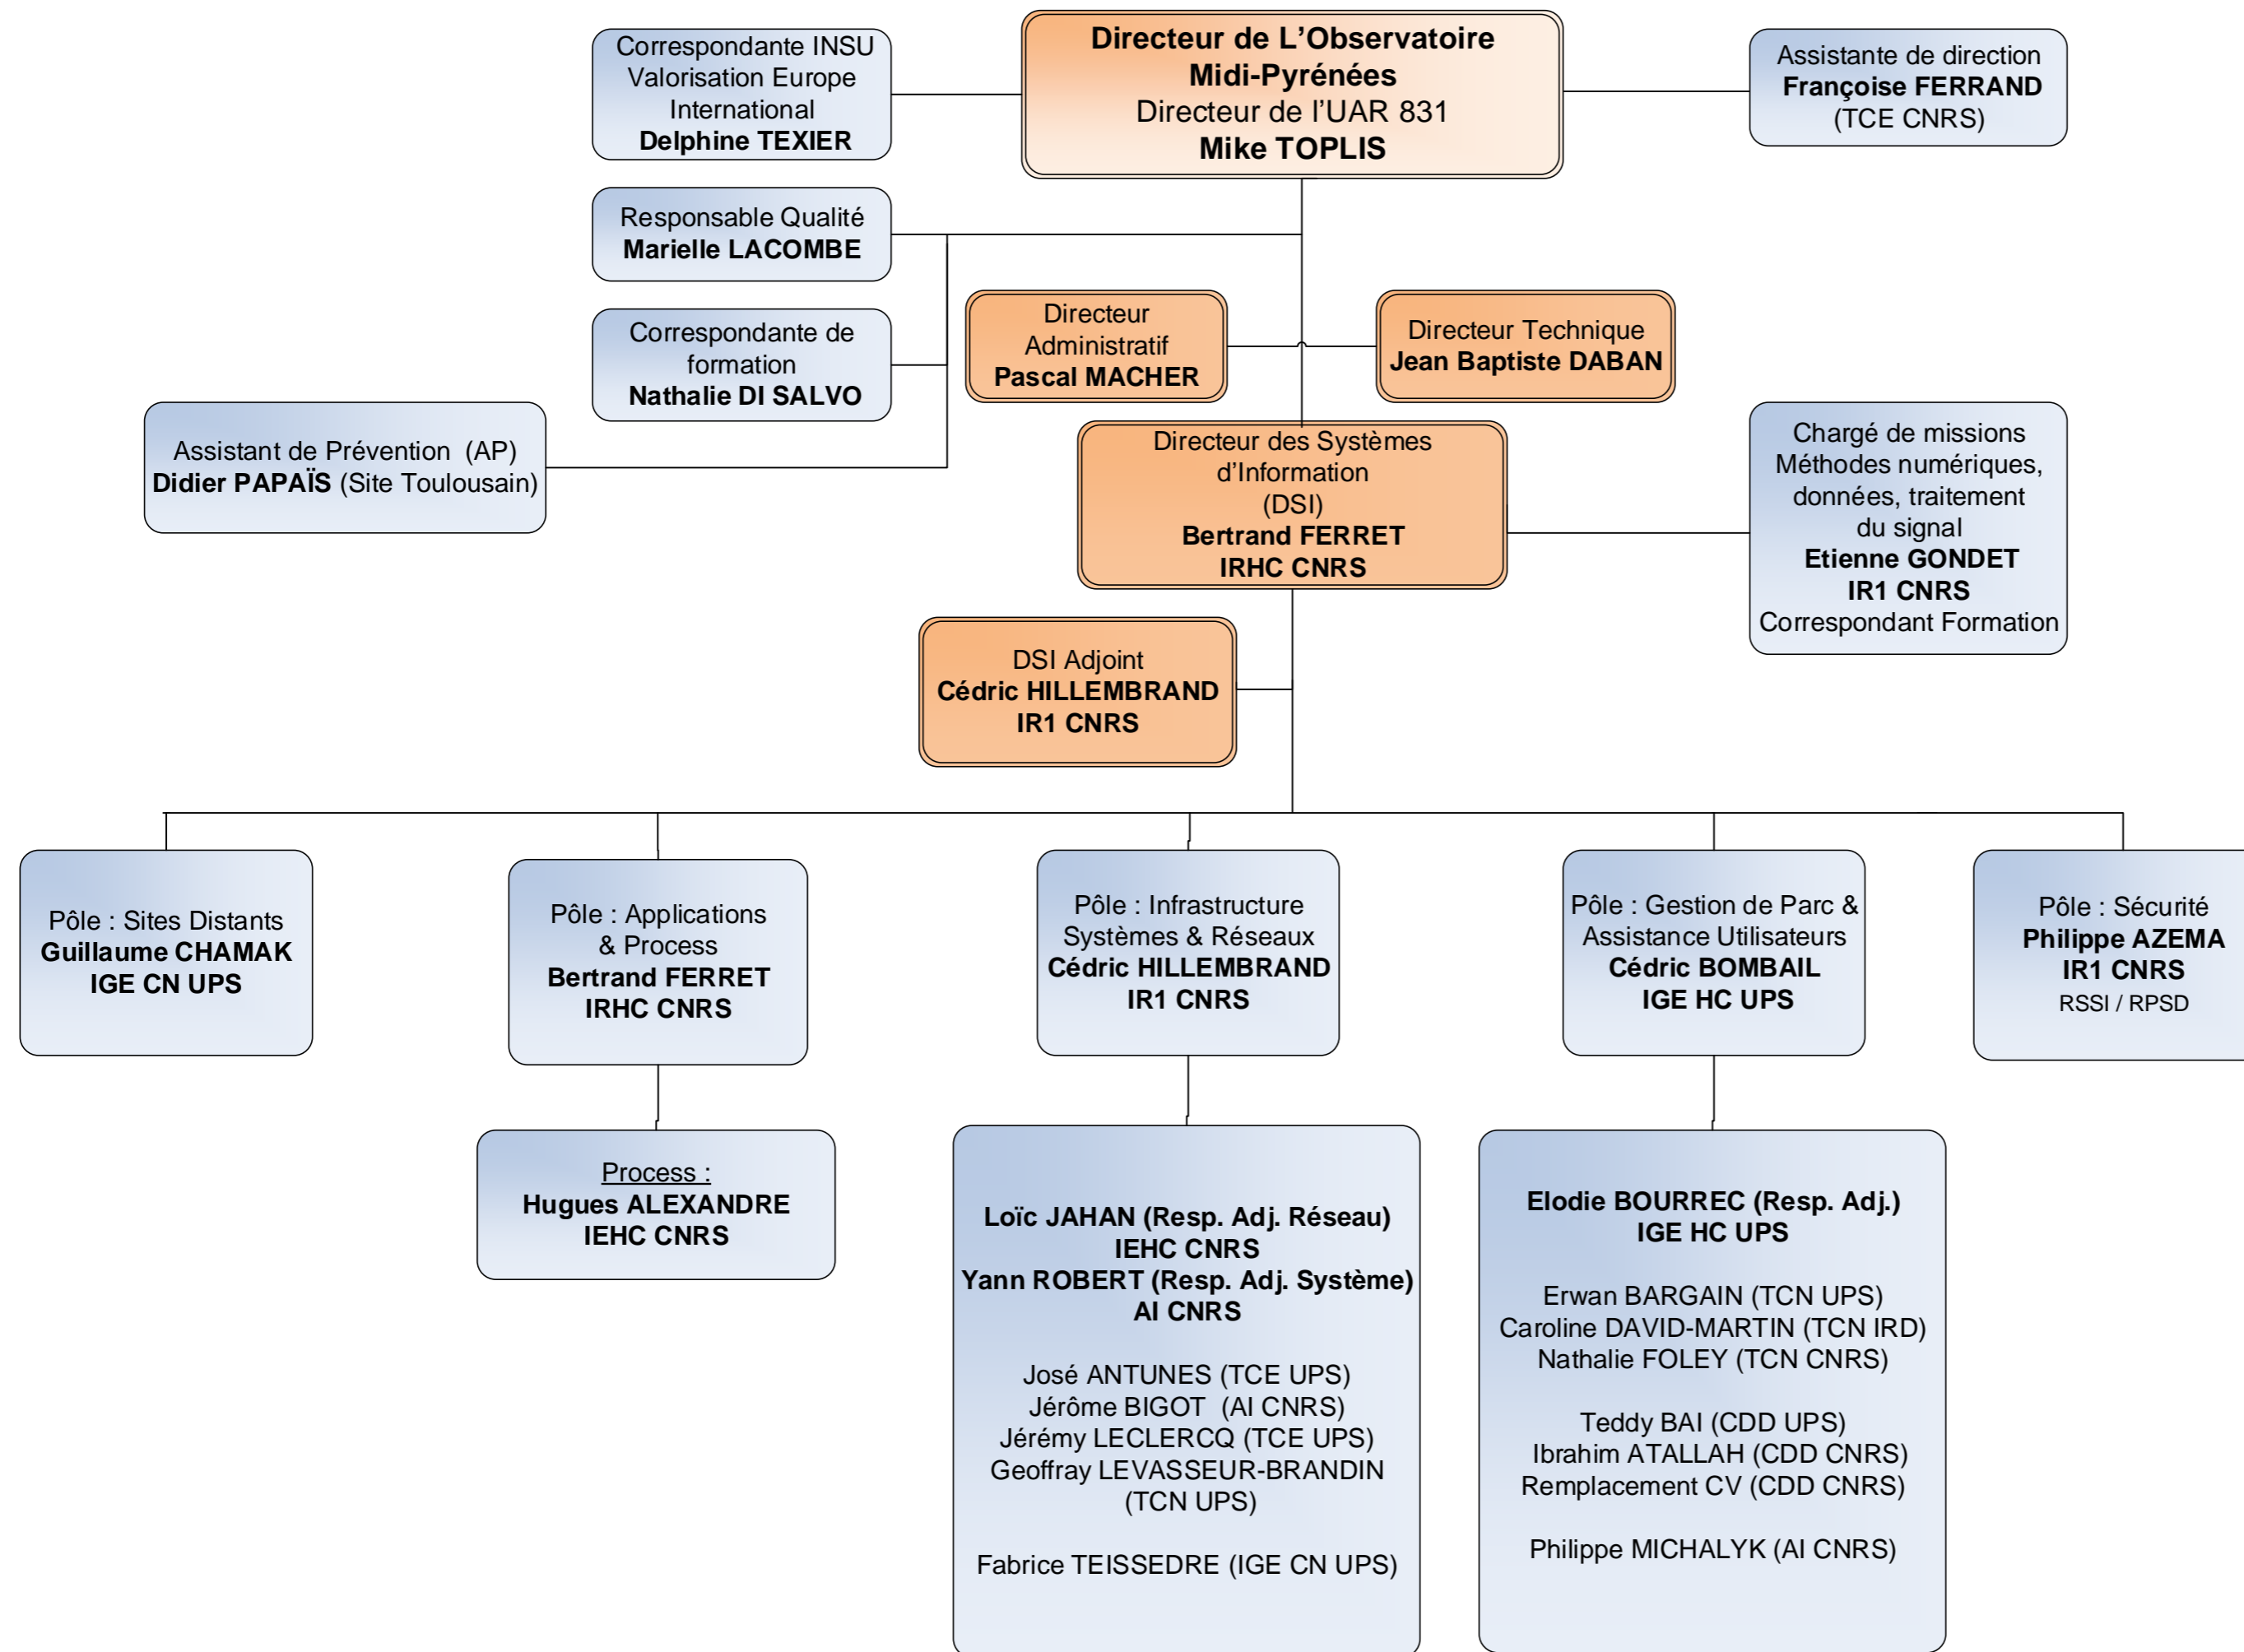 Correspondante INSU
Valorisation Europe
International
Delphine TEXIER
Directeur de L’Observatoire
Midi-Pyrénées
Directeur de l’UAR 831
Mike TOPLIS
Assistante de direction
Françoise FERRAND
(TCE CNRS)
Responsable Qualité
Marielle LACOMBE
Correspondante de
formation
Nathalie DI SALVO
Directeur
Administratif
Pascal MACHER
Directeur Technique
Jean Baptiste DABAN
Assistant de Prévention (AP)
Didier PAPAÏS (Site Toulousain)
Directeur des Systèmes
d’Information
(DSI)
Bertrand FERRET
IRHC CNRS
Chargé de missions
Méthodes numériques,
données, traitement
du signal
Etienne GONDET
IR1 CNRS
Correspondant Formation
DSI Adjoint
Cédric HILLEMBRAND
IR1 CNRS
Pôle : Sites Distants
Guillaume CHAMAK
IGE CN UPS
Pôle : Applications
& Process
Bertrand FERRET
IRHC CNRS
Pôle : Infrastructure
Systèmes & Réseaux
Cédric HILLEMBRAND
IR1 CNRS
Pôle : Gestion de Parc &
Assistance Utilisateurs
Cédric BOMBAIL
IGE HC UPS
Pôle : Sécurité
Philippe AZEMA
IR1 CNRS
RSSI / RPSD
Process :
Hugues ALEXANDRE
IEHC CNRS
Loïc JAHAN (Resp. Adj. Réseau)
IEHC CNRS
Yann ROBERT (Resp. Adj. Système)
AI CNRS
José ANTUNES (TCE UPS)
Jérôme BIGOT (AI CNRS)
Jérémy LECLERCQ (TCE UPS)
Geoffray LEVASSEUR-BRANDIN
(TCN UPS)
Fabrice TEISSEDRE (IGE CN UPS)
Elodie BOURREC (Resp. Adj.)
IGE HC UPS
Erwan BARGAIN (TCN UPS)
Caroline DAVID-MARTIN (TCN IRD)
Nathalie FOLEY (TCN CNRS)
Teddy BAI (CDD UPS)
Ibrahim ATALLAH (CDD CNRS)
Remplacement CV (CDD CNRS)
Philippe MICHALYK (AI CNRS)